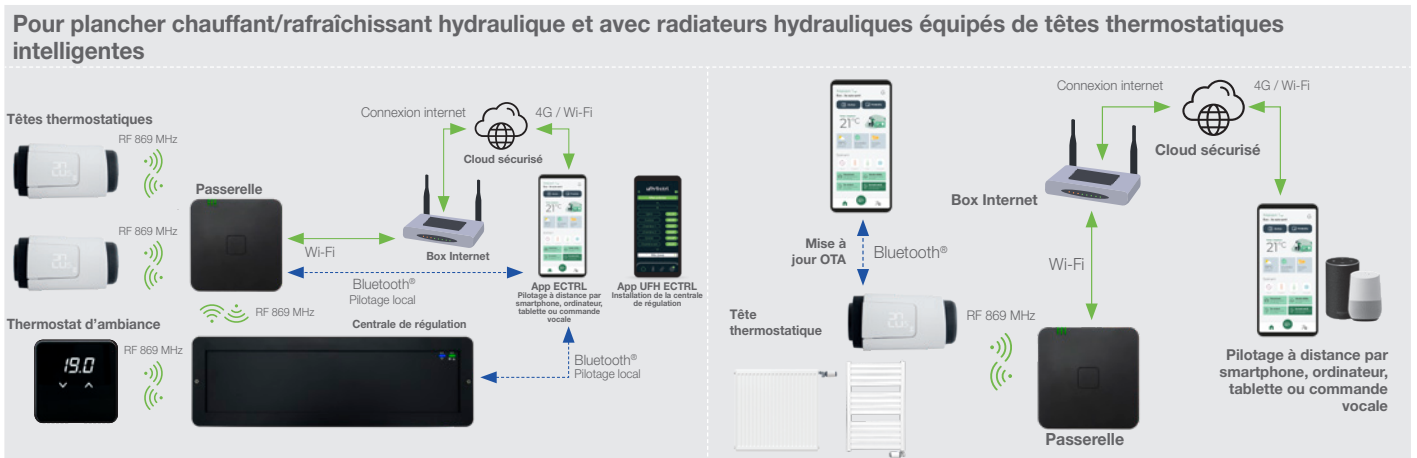 Pour plancher chauffant/rafraîchissant hydraulique et avec radiateurs hydrauliques équipés de têtes thermostatiques
intelligentes
Têtes thermostatiques
RF 869 MHz
RF 869 MHz
Passerelle
Wi-Fi
Connexion internet
4G / Wi-Fi
Cloud sécurisé
Box Internet
Bluetooth®
Pilotage local
App ECTRL
Pilotage à distance par
smartphone, ordinateur,
tablette ou commande
vocale
App UFH ECTRL
Installation de la centrale
de régulation
RF 869 MHz
Thermostat d’ambiance
RF 869 MHz
19.0
Centrale de régulation
Bluetooth®
Pilotage local
21°C
Mise à
jour OTA
Bluetooth®
Tête
thermostatique
RF 869 MHz
Connexion internet
4G / Wi-Fi
Cloud sécurisé
Box Internet
Wi-Fi
Passerelle
21°C
Pilotage à distance par
smartphone, ordinateur,
tablette ou commande
vocale